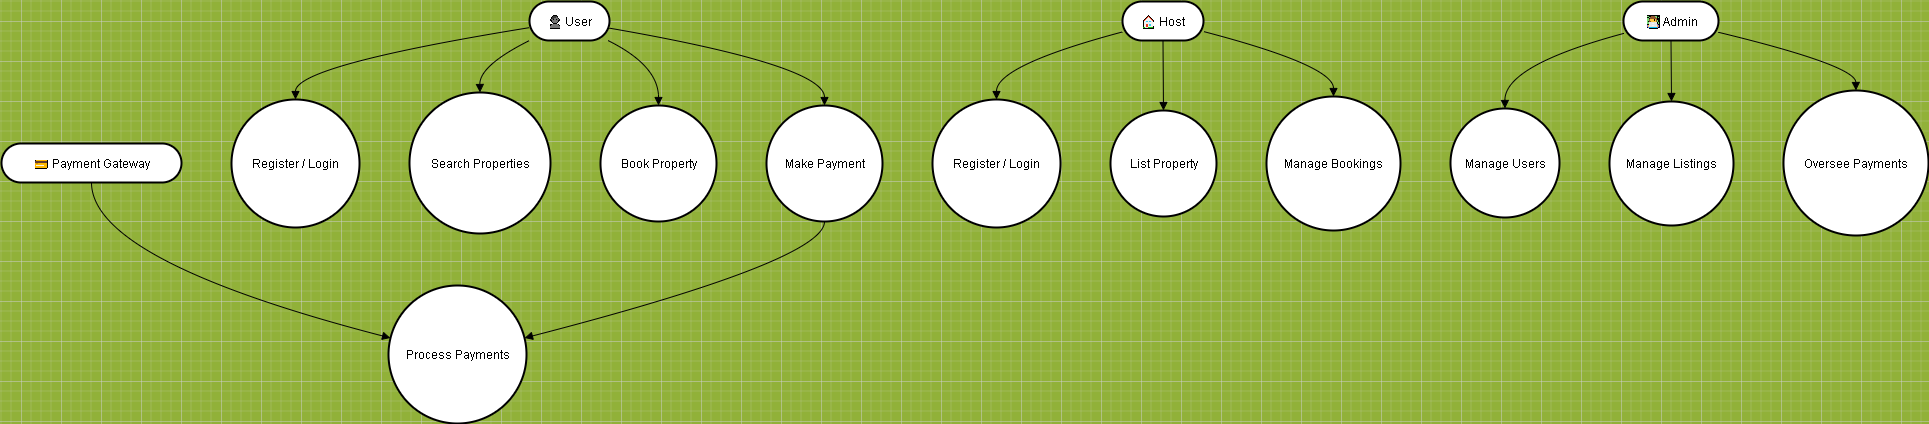 User
Host
Admin
Payment Gateway
Register / Login
Search Properties
Book Property
Make Payment
Register / Login
List Property
Manage Bookings
Manage Users
Manage Listings
Oversee Payments
Process Payments